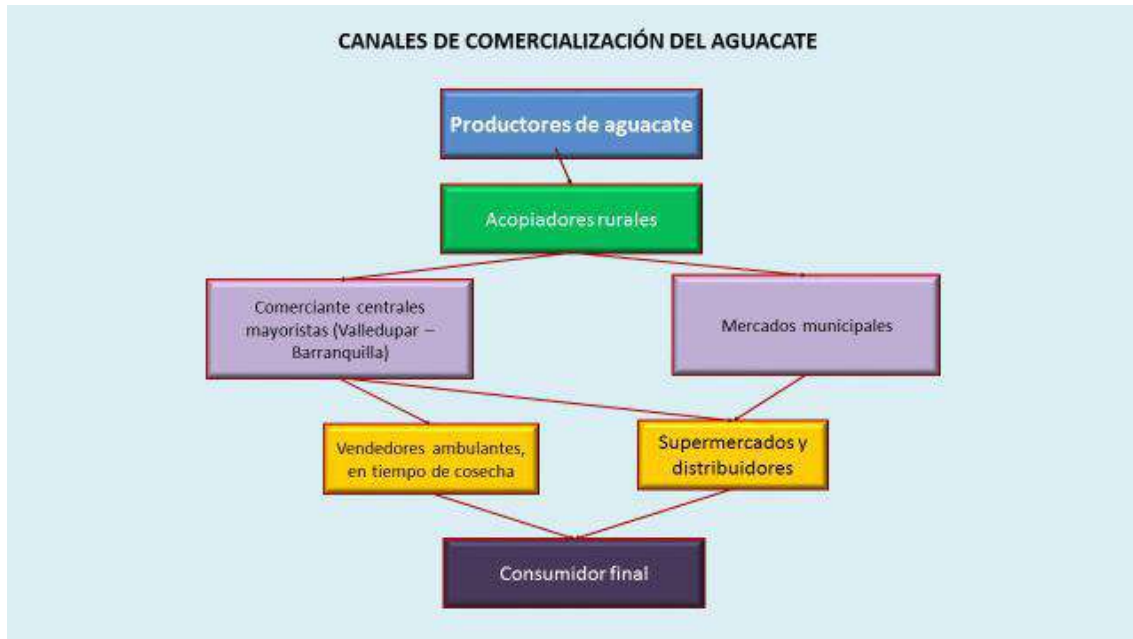 CANALES DE COMERCIALIZACIÓN DEL AGUACATE
Productores de aguacate
Acopiadores rurales
Comerciante centrales
mayoristas (Valledupar –
Barranquilla)
Mercados municipales
Vendedores ambulantes,
en tiempo de cosecha
Supermercados y
distribuidores
Consumidor final